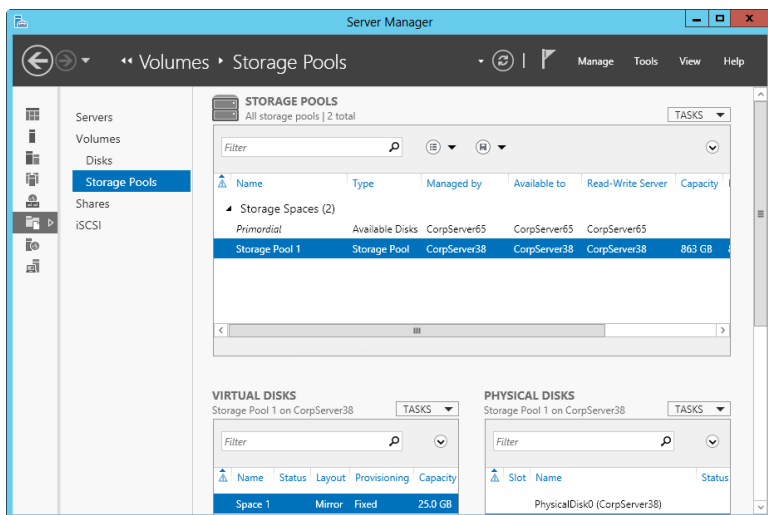 Server Manager
Volumes Storage Pools
Manage Tools View Help
Servers
Volumes
Disks
Storage Pools
Shares
iSCSI
STORAGE POOLS
All storage pools | 2 total
TASKS
Filter
Name Type Managed by Available to Read-Write Server Capacity
Storage Spaces (2)
Primordial Available Disks CorpServer65 CorpServer65 CorpServer65
Storage Pool 1 Storage Pool CorpServer38 CorpServer38 CorpServer38 863 GB
VIRTUAL DISKS
Storage Pool 1 on CorpServer38
TASKS
Filter
Name Status Layout Provisioning Capacity
Space 1 Mirror Fixed 25.0 GB
PHYSICAL DISKS
Storage Pool 1 on CorpServer38
TASKS
Filter
Slot Name Status
PhysicalDisk0 (CorpServer38)